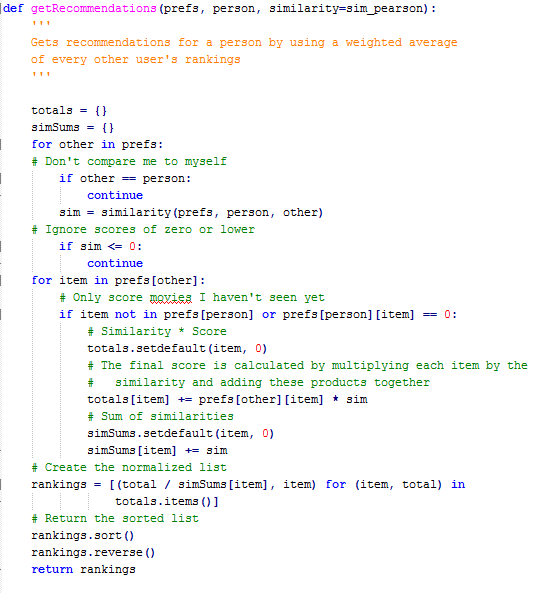 def getRecommendations(prefs, person, similarity=sim_pearson):
    '''
    Gets recommendations for a person by using a weighted average
    of every other user's rankings
    '''

    totals = {}
    simSums = {}
    for other in prefs:
    # Don't compare me to myself
        if other == person:
            continue
        sim = similarity(prefs, person, other)
    # Ignore scores of zero or lower
        if sim <= 0:
            continue
    for item in prefs[other]:
        # Only score movies I haven't seen yet
        if item not in prefs[person] or prefs[person][item] == 0:
            # Similarity * Score
            totals.setdefault(item, 0)
            # The final score is calculated by multiplying each item by the
            #   similarity and adding these products together
            totals[item] += prefs[other][item] * sim
            # Sum of similarities
            simSums.setdefault(item, 0)
            simSums[item] += sim
    # Create the normalized list
    rankings = [(total / simSums[item], item) for (item, total) in
                totals.items()]
    # Return the sorted list
    rankings.sort()
    rankings.reverse()
    return rankings